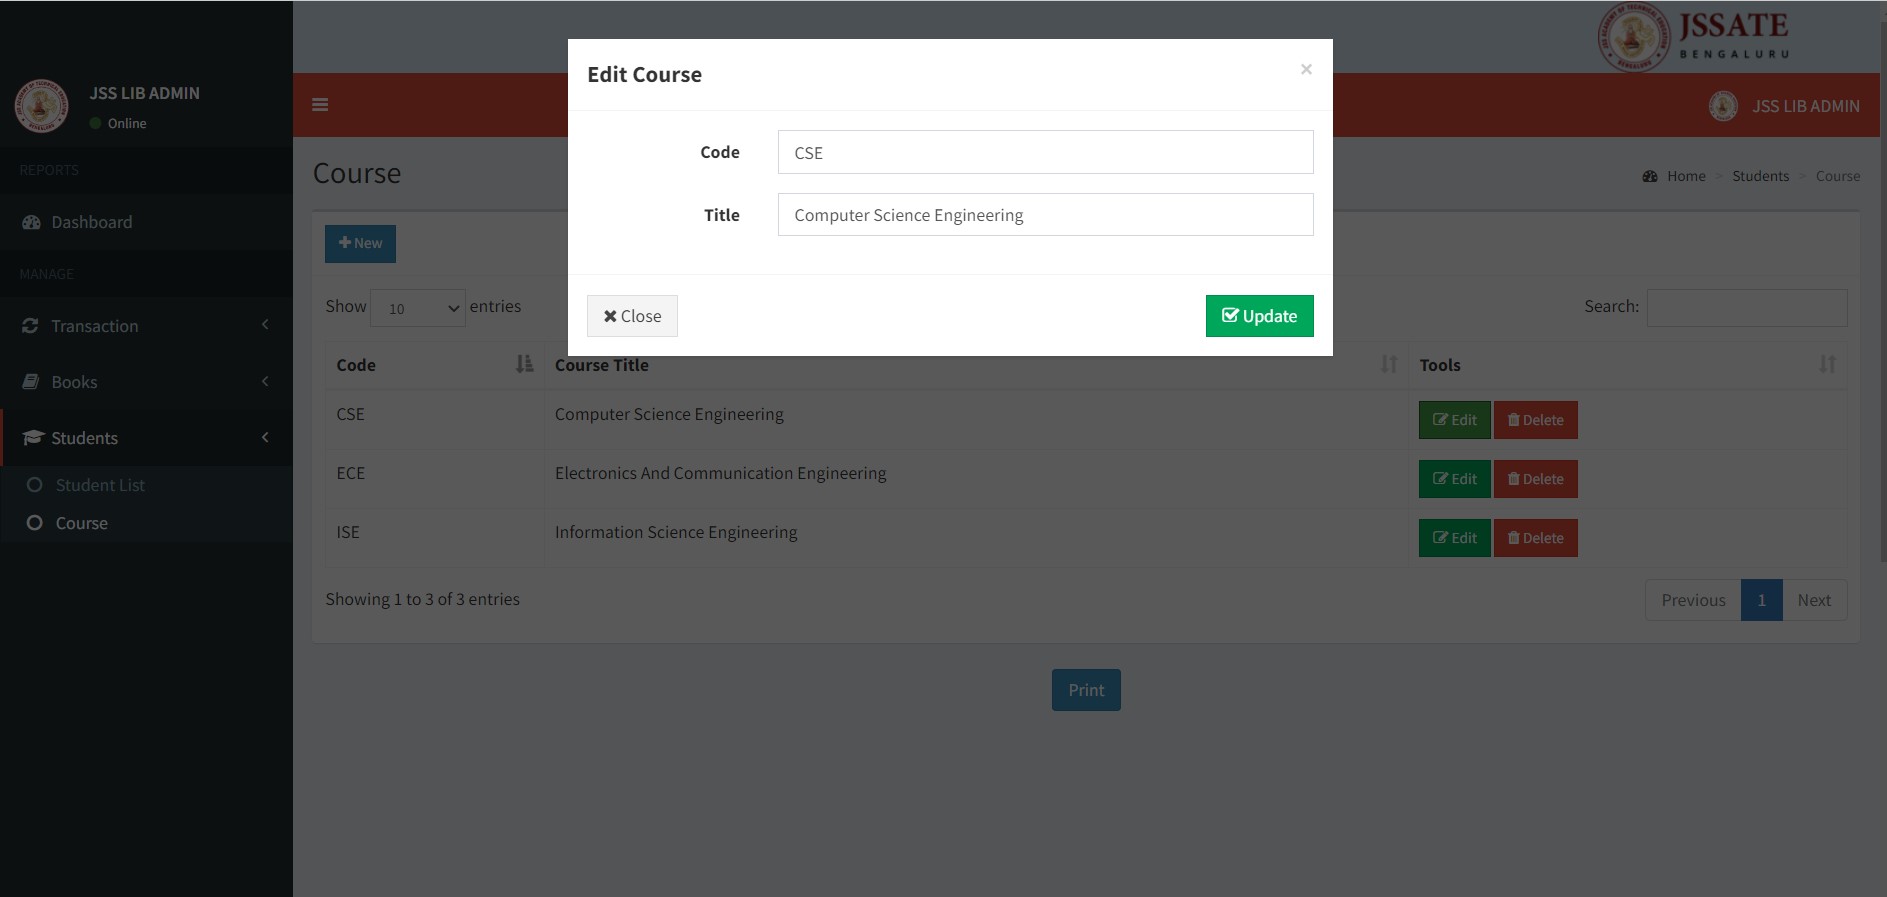 JSSATE
BENGALURU
JSS LIB ADMIN
Online
JSS LIB ADMIN
REPORTS
Dashboard
MANAGE
Transaction
Books
Students
Student List
Course
Course
Home > Students > Course
New
Show 10 entries
Search:
Edit Course
×
Code CSE
Title Computer Science Engineering
Close Update
Code Course Title Tools
CSE Computer Science Engineering Edit Delete
ECE Electronics And Communication Engineering Edit Delete
ISE Information Science Engineering Edit Delete
Showing 1 to 3 of 3 entries
Previous 1 Next
Print